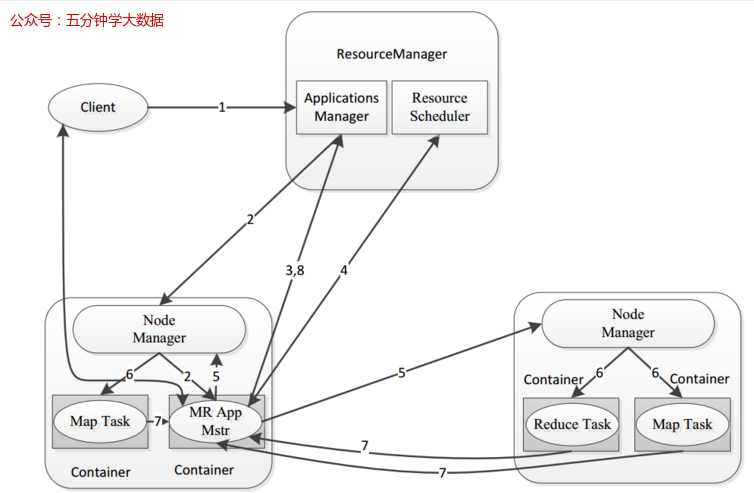 公众号：五分钟学大数据
ResourceManager
Client
1
Applications
Manager
Resource
Scheduler
2
3,8
4
Node
Manager
6
2
5
Map Task
7
MR App
Mstr
Container
Container
5
Node
Manager
6
6
Container
Container
Reduce Task
Map Task
7
7